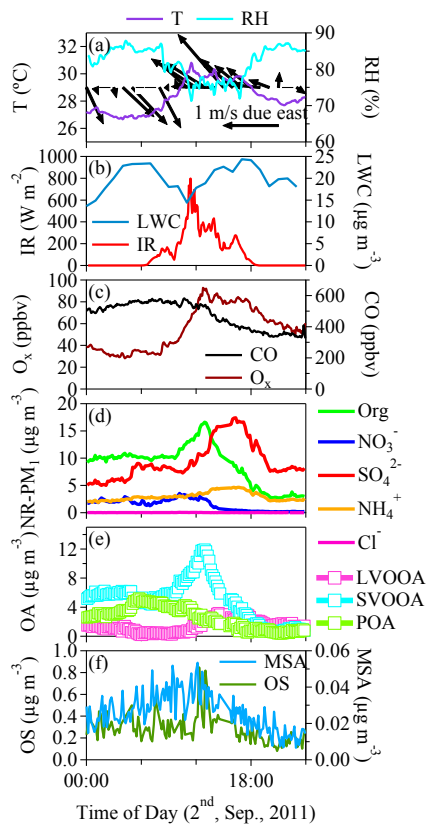 T RH
(a)
32
30
28
26
T (ºC)
90
80
70
60
RH (%)
1 m/s due east
(b)
1000
800
600
400
200
0
IR (W m-2)
25
20
15
10
5
0
LWC (µg m-3)
LWC
IR
(c)
100
80
60
40
20
Ox (ppbv)
600
400
200
0
CO (ppbv)
CO
Ox
(d)
20
15
10
5
0
NR-PM1 (µg m-3)
Org
NO3-
SO42-
NH4+
Cl-
(e)
12
8
4
0
OA (µg m-3)
LVOOA
SVOOA
POA
(f)
1.0
0.8
0.6
0.4
0.2
0.0
OS (µg m-3)
0.06
0.04
0.02
0.00
MSA (µg m-3)
MSA
OS
00:00 18:00
Time of Day (2nd, Sep., 2011)